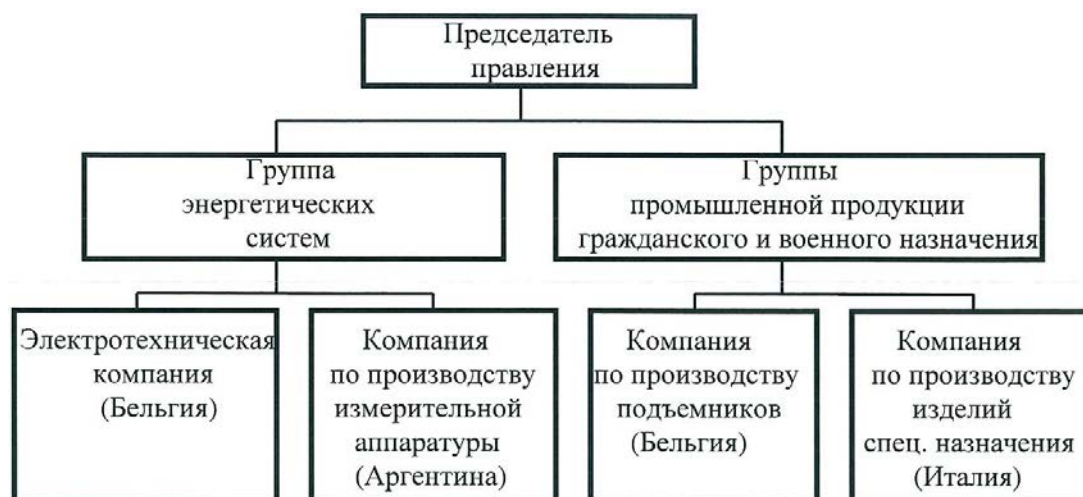 Председатель
правления
Группа
энергетических
систем
Группы
промышленной продукции
гражданского и военного назначения
Электротехническая
компания
(Бельгия)
Компания
по производству
измерительной
аппаратуры
(Аргентина)
Компания
по производству
подъемников
(Бельгия)
Компания
по производству
изделий
спец. назначения
(Италия)